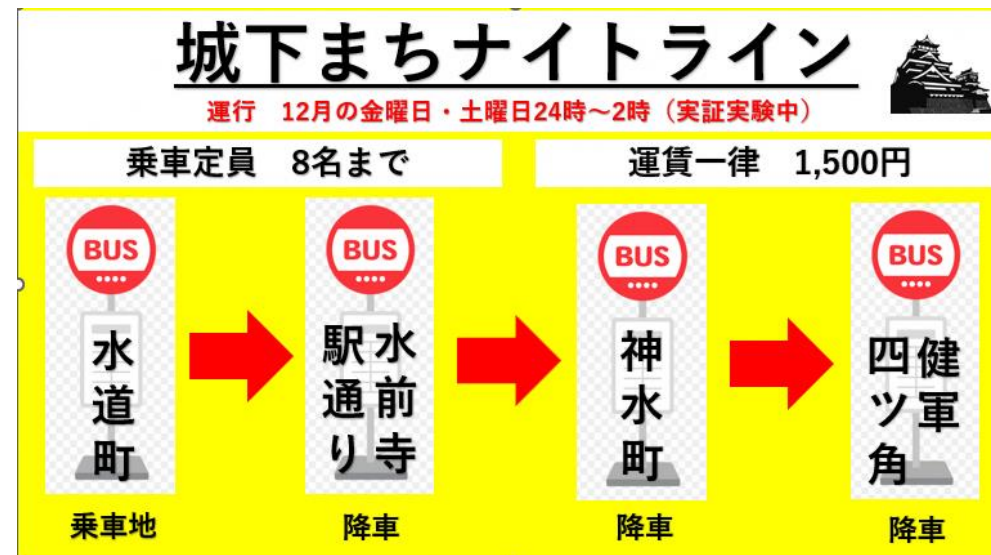 城下まちナイトライン
運行　12月の金曜日・土曜日24時～2時（実証実験中）
乗車定員　8名まで
運賃一律　1,500円
BUS
水道町
乗車地
BUS
水前寺
駅通り
降車
BUS
神水町
降車
BUS
健軍
四ツ角
降車